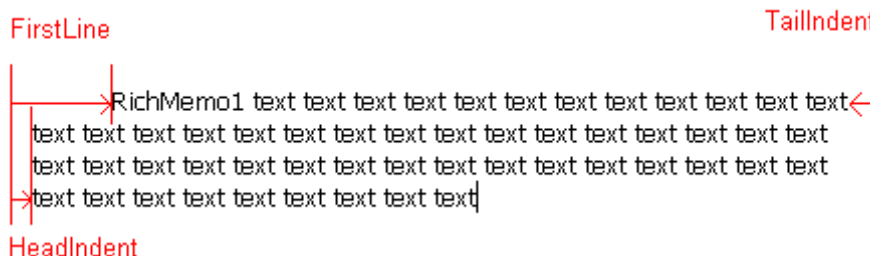 FirstLine
TailIndent
RichMemo1 text text text text text text text text text text text text
text text text text text text text text text text text text text text text text
text text text text text text text text text text text text text text text text
text text text text text text text text text
HeadIndent